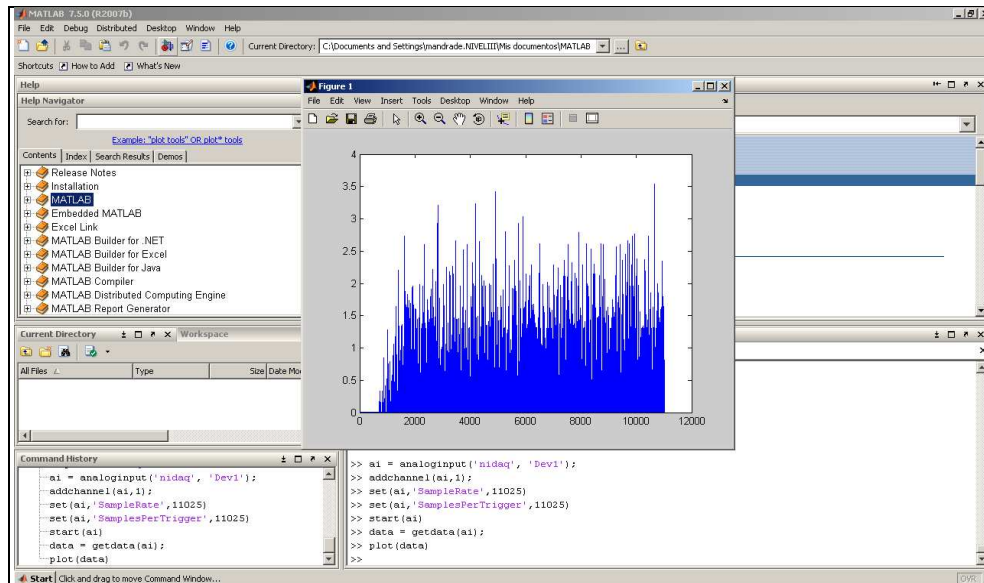 MATLAB 7.5.0 (R2007b)
File Edit Debug Distributed Desktop Window Help
Current Directory: C:\Documents and Settings\mandrade.NIVELIII\Mis documentos\MATLAB
Shortcuts How to Add What's New
Help
Help Navigator
Search for:
Example: "plot tools" OR plot* tools
Contents Index Search Results Demos
Release Notes
Installation
MATLAB
Embedded MATLAB
Excel Link
MATLAB Builder for .NET
MATLAB Builder for Excel
MATLAB Builder for Java
MATLAB Compiler
MATLAB Distributed Computing Engine
MATLAB Report Generator
Figure 1
File Edit View Insert Tools Desktop Window Help
4
3.5
3
2.5
2
1.5
1
0.5
0
0 2000 4000 6000 8000 10000 12000
Current Directory Workspace
All Files Type Size Date Mo
Command History
ai = analoginput('nidaq', 'Dev1');
addchannel(ai,1);
set(ai,'SampleRate',11025)
set(ai,'SamplesPerTrigger',11025)
start(ai)
data = getdata(ai);
plot(data)
>> ai = analoginput('nidaq', 'Dev1');
>> addchannel(ai,1);
>> set(ai,'SampleRate',11025)
>> set(ai,'SamplesPerTrigger',11025)
>> start(ai)
>> data = getdata(ai);
>> plot(data)
>>
Start Click and drag to move Command Window...
OVR